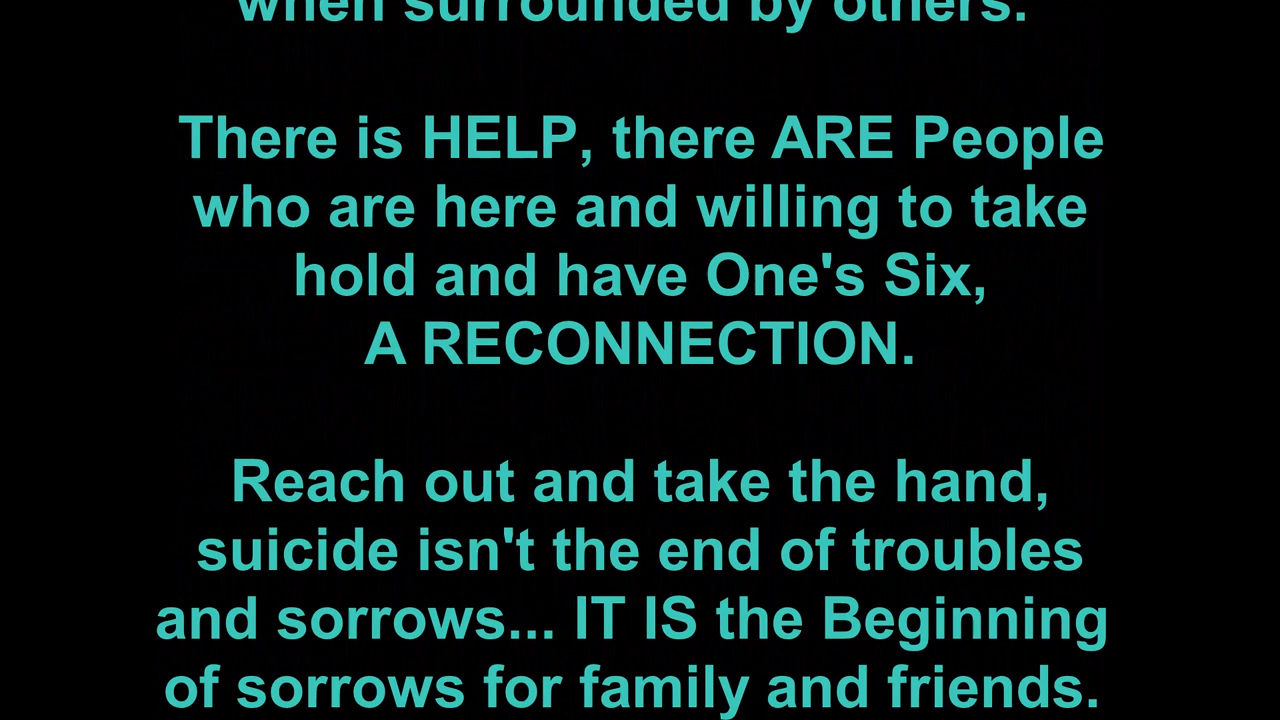 when surrounded by others.
There is HELP, there ARE People
who are here and willing to take
hold and have One's Six,
A RECONNECTION.
Reach out and take the hand,
suicide isn't the end of troubles
and sorrows... IT IS the Beginning
of sorrows for family and friends.